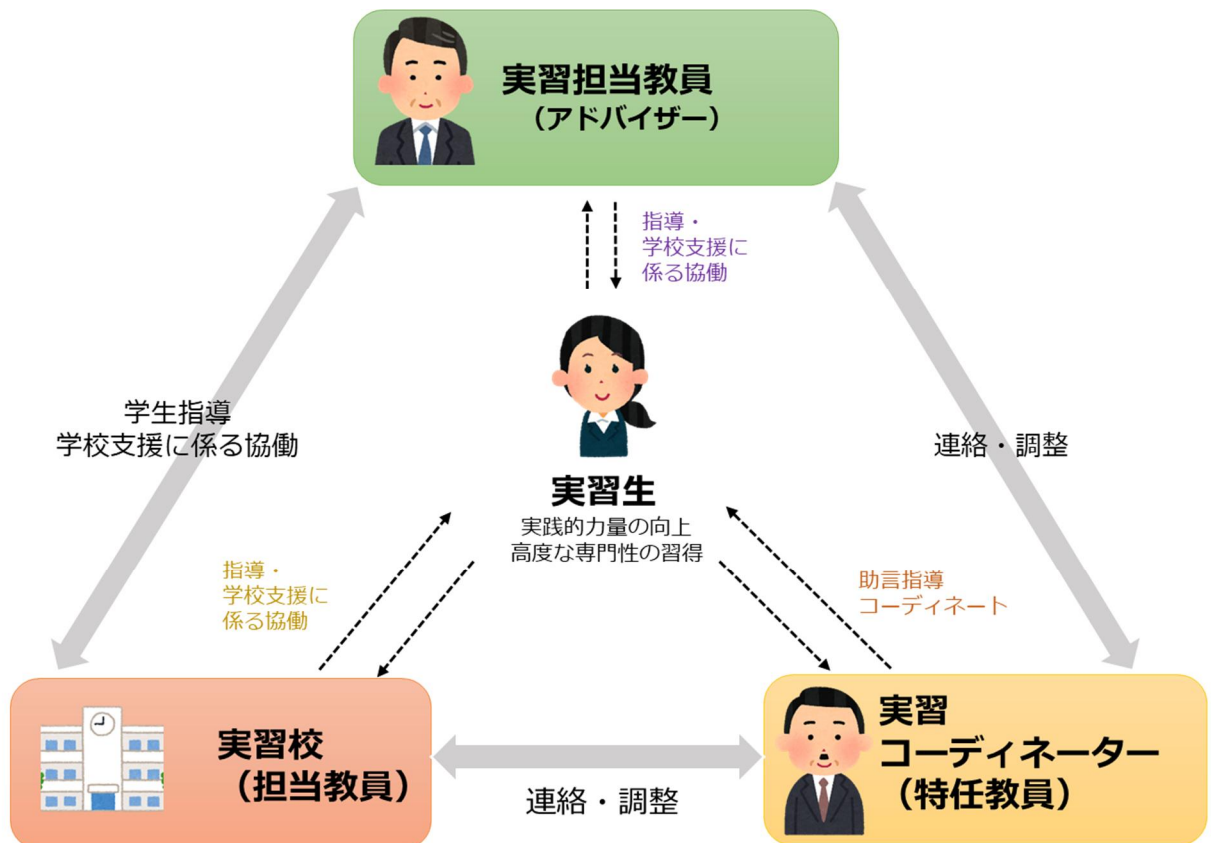 実習担当教員
（アドバイザー）
指導・
学校支援に
係る協働
学生指導
学校支援に係る協働
連絡・調整
実習生
実践的力量の向上
高度な専門性の習得
指導・
学校支援に
係る協働
助言指導
コーディネート
実習校
（担当教員）
連絡・調整
実習
コーディネーター
（特任教員）